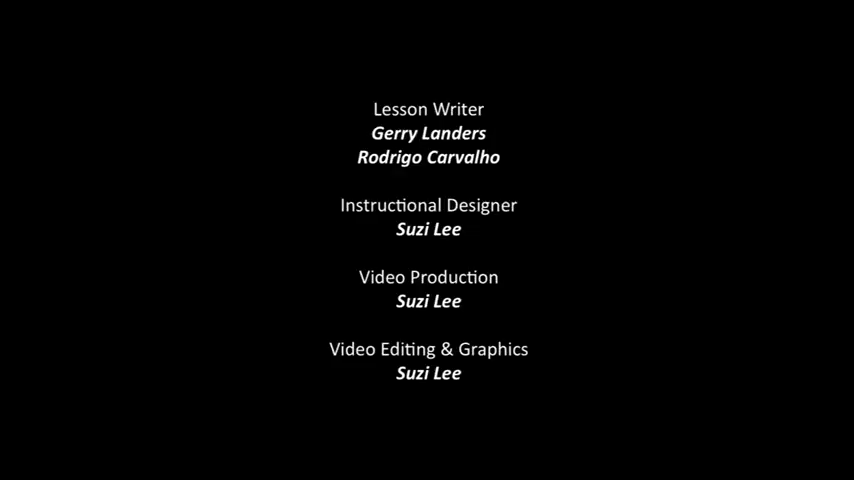 Lesson Writer
Gerry Landers
Rodrigo Carvalho
Instructional Designer
Suzi Lee
Video Production
Suzi Lee
Video Editing & Graphics
Suzi Lee